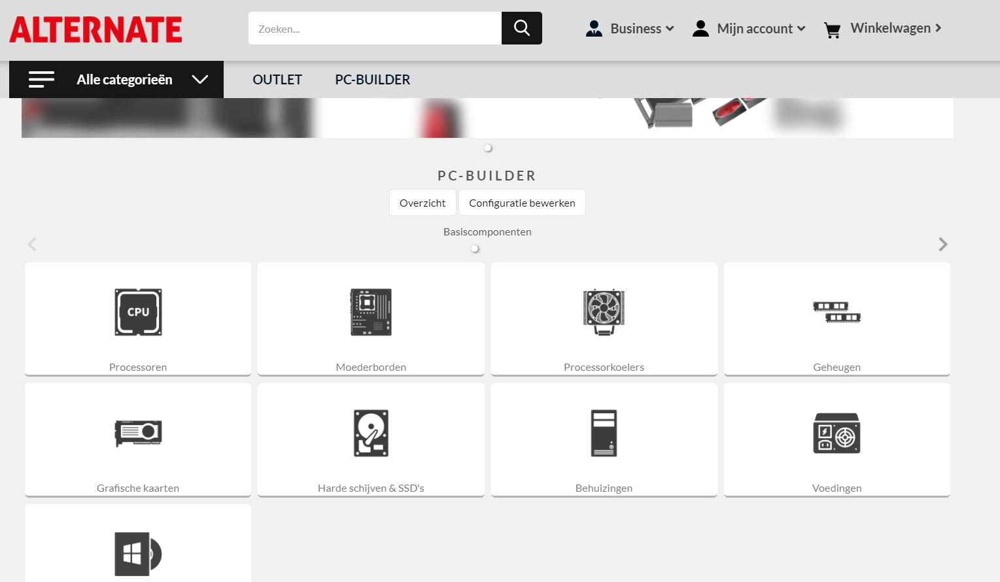 ALTERNATE
Zoeken...
Business
Mijn account
Winkelwagen
Alle categorieën
OUTLET
PC-BUILDER
PC-BUILDER
Overzicht
Configuratie bewerken
Basiscomponenten
CPU
Processoren
Moederborden
Processorkoelers
Geheugen
Grafische kaarten
Harde schijven & SSD's
Behuizingen
Voedingen